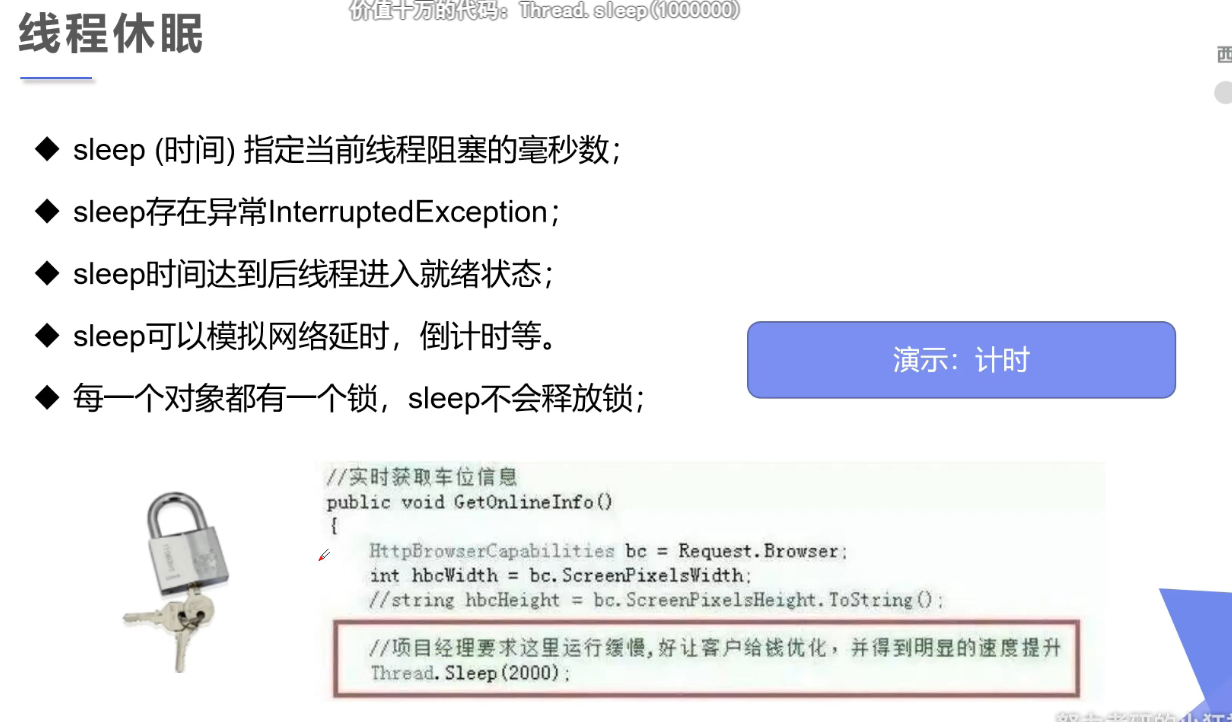 价值十万的代码：Thread.sleep(1000000)
线程休眠
西
sleep (时间) 指定当前线程阻塞的毫秒数；
sleep存在异常InterruptedException；
sleep时间达到后线程进入就绪状态；
sleep可以模拟网络延时，倒计时等。
每一个对象都有一个锁，sleep不会释放锁；
演示：计时
//实时获取车位信息
public void GetOnlineInfo()
{
HttpBrowserCapabilities bc = Request.Browser;
int hbcWidth = bc.ScreenPixelsWidth;
//string hbcHeight = bc.ScreenPixelsHeight.ToString();
//项目经理要求这里运行缓慢,好让客户给钱优化，并得到明显的速度提升
Thread.Sleep(2000);